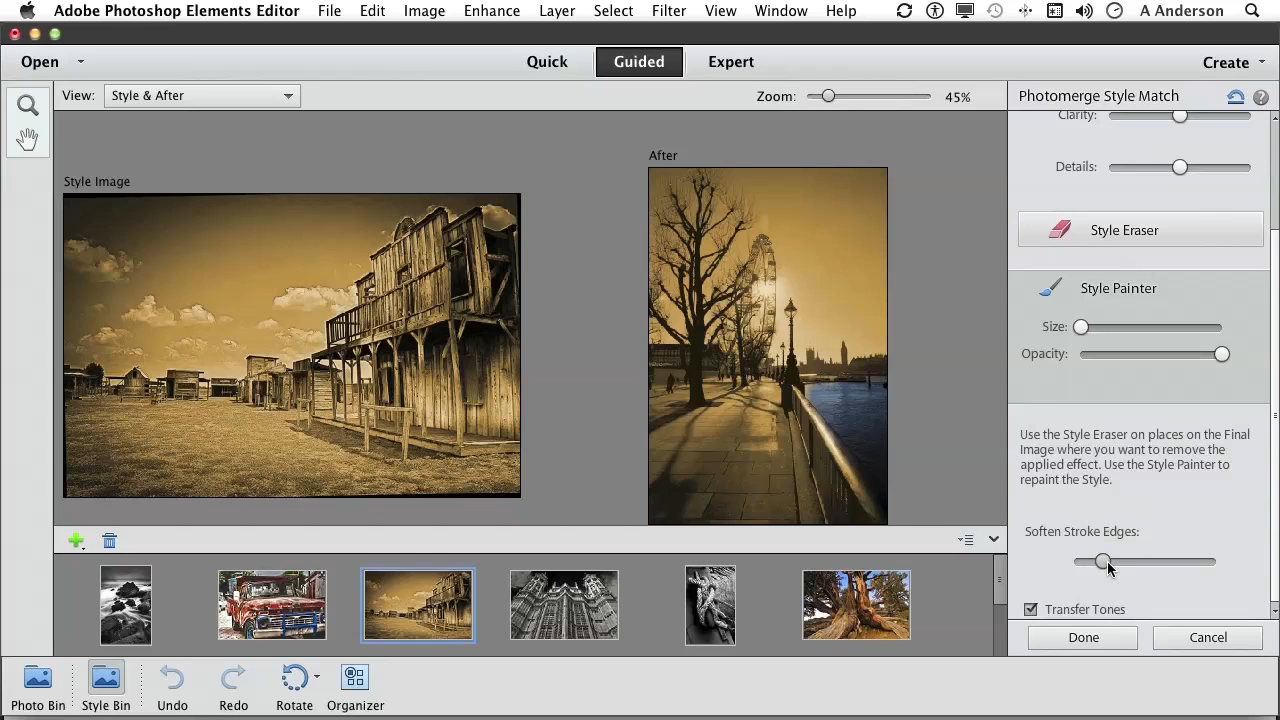 Adobe Photoshop Elements Editor File Edit Image Enhance Layer Select Filter View Window Help A Anderson
Open Quick Guided Expert Create
View: Style & After Zoom: 45% Photomerge Style Match
Clarity:
After
Details:
Style Image
Style Eraser
Style Painter
Size:
Opacity:
Use the Style Eraser on places on the Final
Image where you want to remove the
applied effect. Use the Style Painter to
repaint the Style.
Soften Stroke Edges:
Transfer Tones
Done Cancel
Photo Bin Style Bin Undo Redo Rotate Organizer